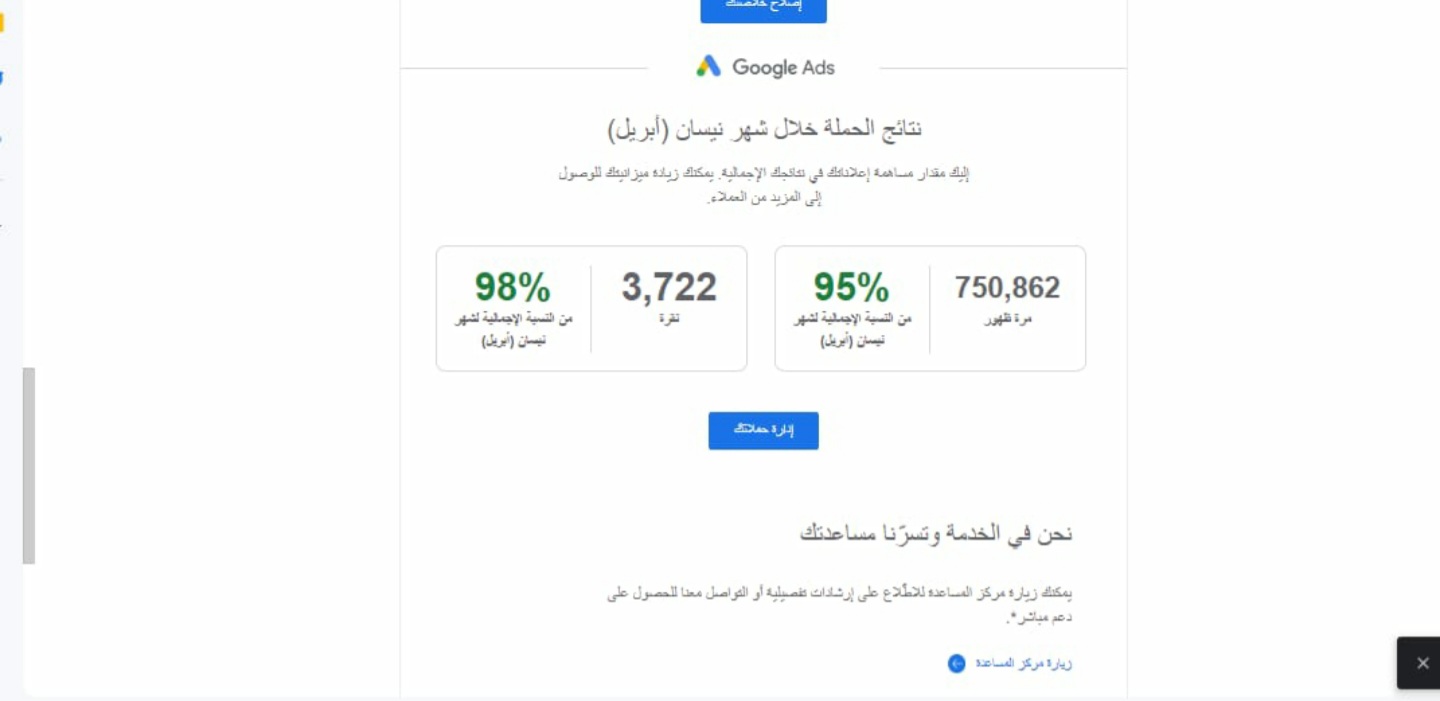 إصلاح خلاصتك
Google Ads
نتائج الحملة خلال شهر نيسان (أبريل)
إليك مقدار مساهمة إعلاناتك في نتائجك الإجمالية. يمكنك زيادة ميزانيتك للوصول
إلى المزيد من العملاء.
750,862
مرة ظهور
95%
من النسبة الإجمالية لشهر
نيسان (أبريل)
3,722
نقرة
98%
من النسبة الإجمالية لشهر
نيسان (أبريل)
إدارة حملاتك
نحن في الخدمة وتسرّنا مساعدتك
يمكنك زيارة مركز المساعدة للاطّلاع على إرشادات تفصيلية أو التواصل معنا للحصول على
دعم مباشر*.
زيارة مركز المساعدة